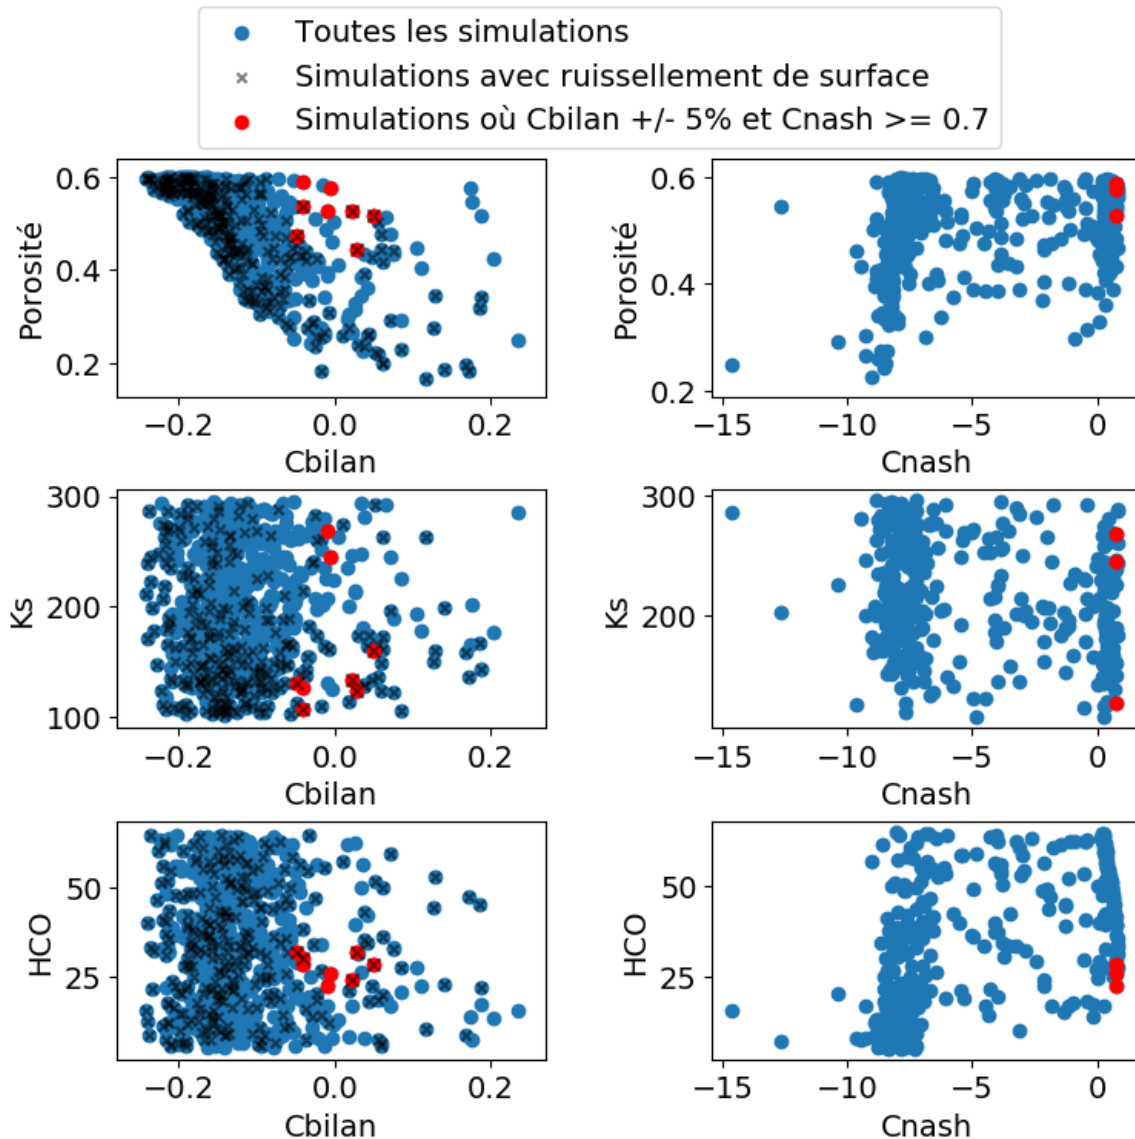 Toutes les simulations
Simulations avec ruissellement de surface
Simulations où Cbilan +/- 5% et Cnash >= 0.7
0.6
0.4
0.2
Porosité
−0.2
0.0
0.2
Cbilan
0.6
0.4
0.2
Porosité
−15
−10
−5
0
Cnash
300
200
100
Ks
−0.2
0.0
0.2
Cbilan
300
200
Ks
−15
−10
−5
0
Cnash
50
25
HCO
−0.2
0.0
0.2
Cbilan
50
25
HCO
−15
−10
−5
0
Cnash